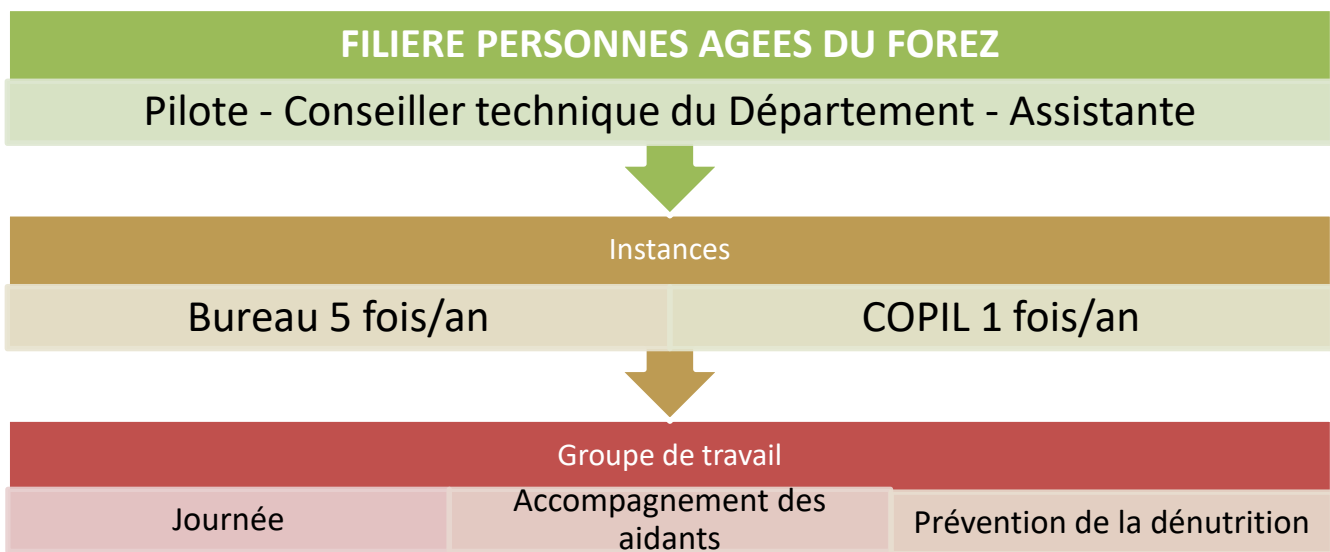 FILIERE PERSONNES AGEES DU FOREZ
Pilote - Conseiller technique du Département - Assistante
Instances
Bureau 5 fois/an
COPIL 1 fois/an
Groupe de travail
Journée
Accompagnement des
aidants
Prévention de la dénutrition